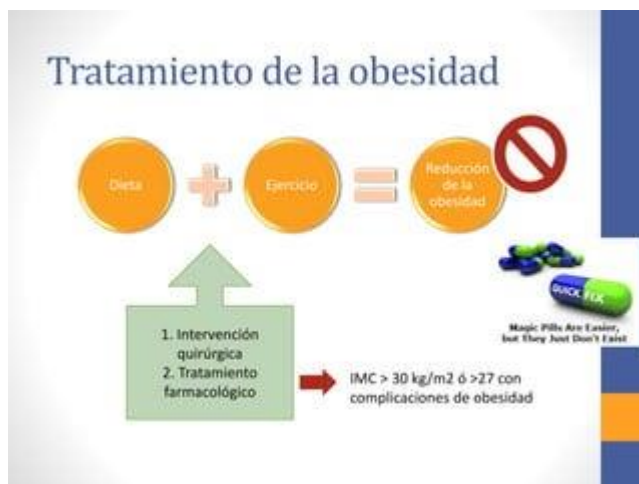 Tratamiento de la obesidad
Dieta
Ejercicio
Reducción
de la
obesidad
QUICK FIX
Magic Pills Are Easier,
but They Just Don't Exist
1. Intervención
quirúrgica
2. Tratamiento
farmacológico
IMC > 30 kg/m2 ó >27 con
complicaciones de obesidad